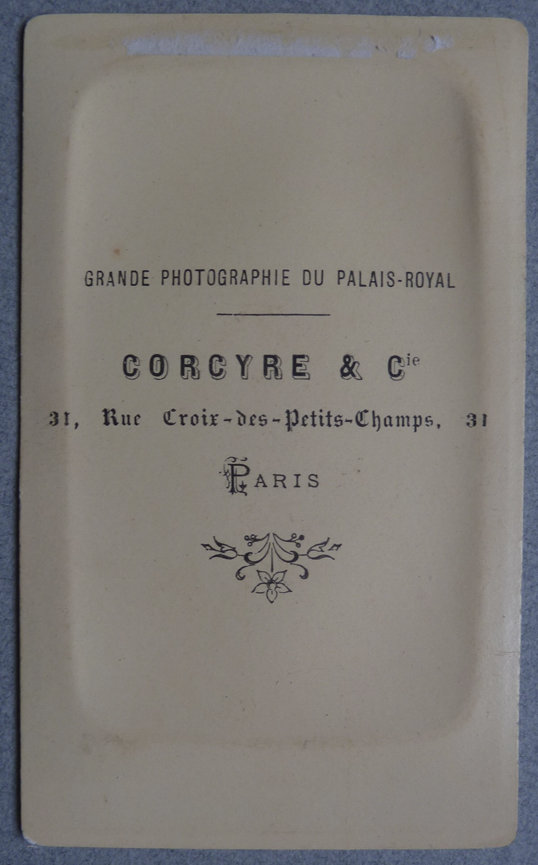 GRANDE PHOTOGRAPHIE DU PALAIS-ROYAL
CORCYRE & Cie
31, Rue Croix-des-Petits-Champs, 31
PARIS